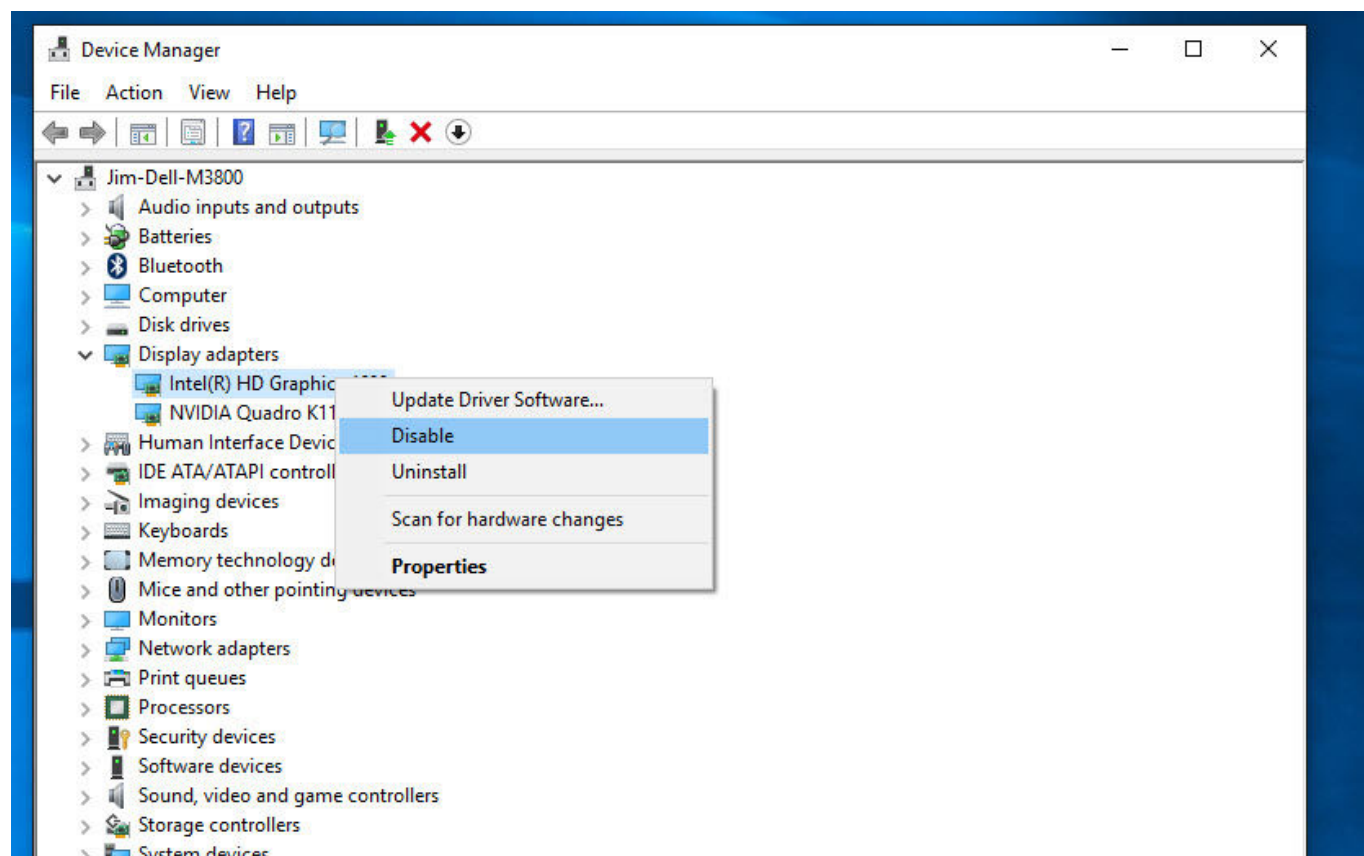 Device Manager
File Action View Help
Jim-Dell-M3800
Audio inputs and outputs
Batteries
Bluetooth
Computer
Disk drives
Display adapters
Intel(R) HD Graphic
NVIDIA Quadro K11
Human Interface Devic
IDE ATA/ATAPI controll
Imaging devices
Keyboards
Memory technology d
Mice and other pointing devices
Monitors
Network adapters
Print queues
Processors
Security devices
Software devices
Sound, video and game controllers
Storage controllers
System devices
Update Driver Software...
Disable
Uninstall
Scan for hardware changes
Properties